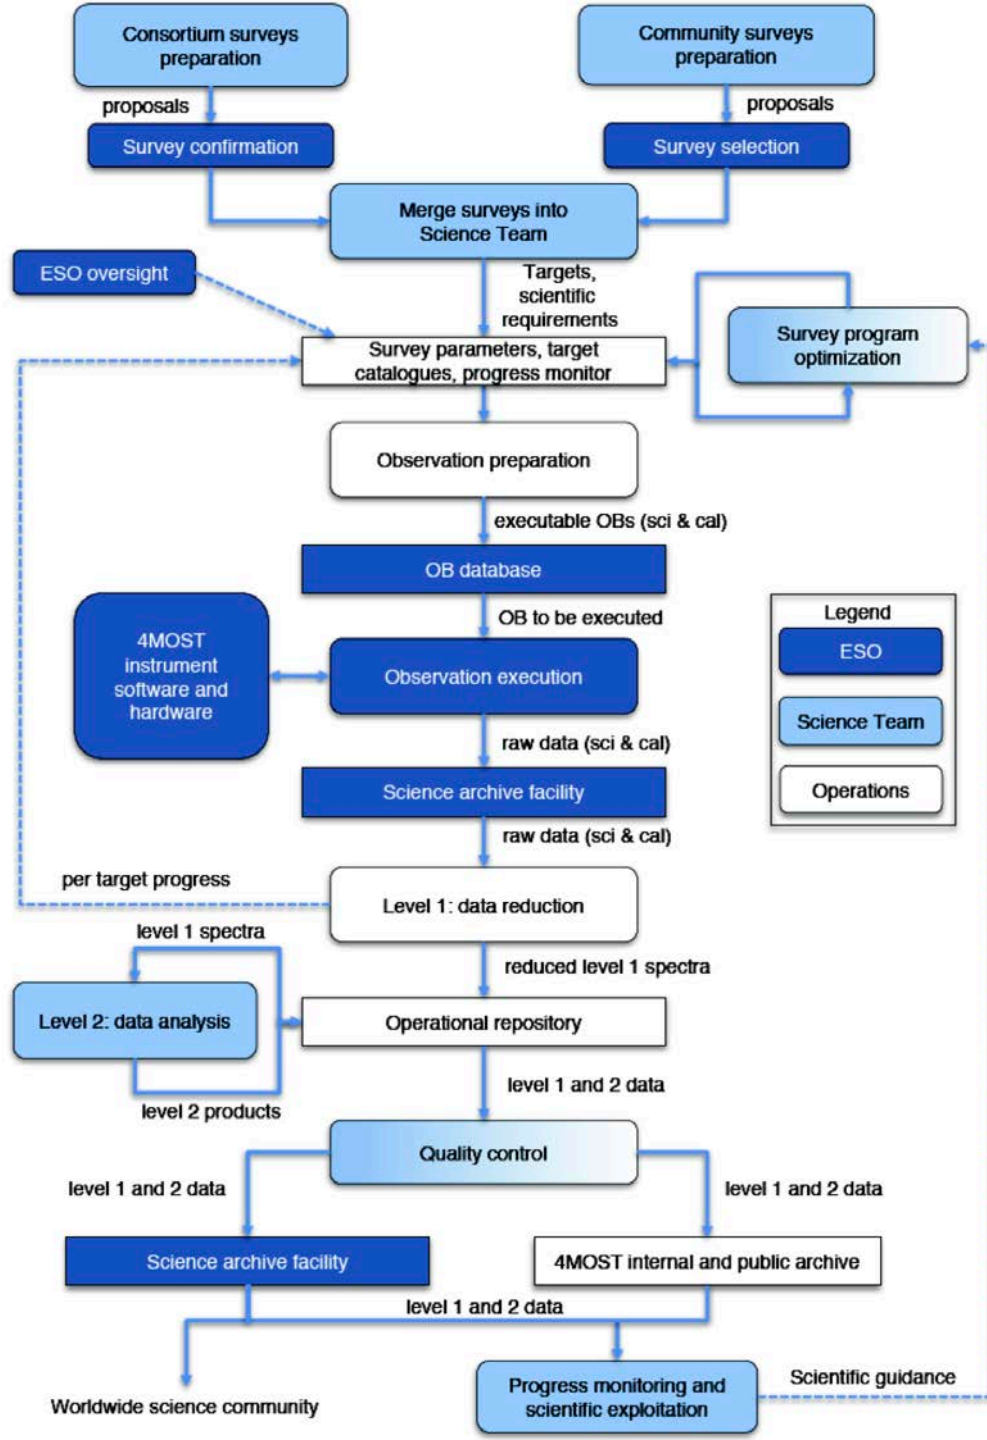 Consortium surveys
preparation
Community surveys
preparation
proposals
proposals
Survey confirmation
Survey selection
Merge surveys into
Science Team
ESO oversight
Targets,
scientific
requirements
Survey program
optimization
Survey parameters, target
catalogues, progress monitor
Observation preparation
executable OBs (sci & cal)
OB database
OB to be executed
4MOST
instrument
software and
hardware
Observation execution
Legend
ESO
Science Team
Operations
raw data (sci & cal)
Science archive facility
raw data (sci & cal)
per target progress
Level 1: data reduction
level 1 spectra
reduced level 1 spectra
Level 2: data analysis
Operational repository
level 2 products
level 1 and 2 data
Quality control
level 1 and 2 data
level 1 and 2 data
Science archive facility
4MOST internal and public archive
level 1 and 2 data
Worldwide science community
Progress monitoring and
scientific exploitation
Scientific guidance